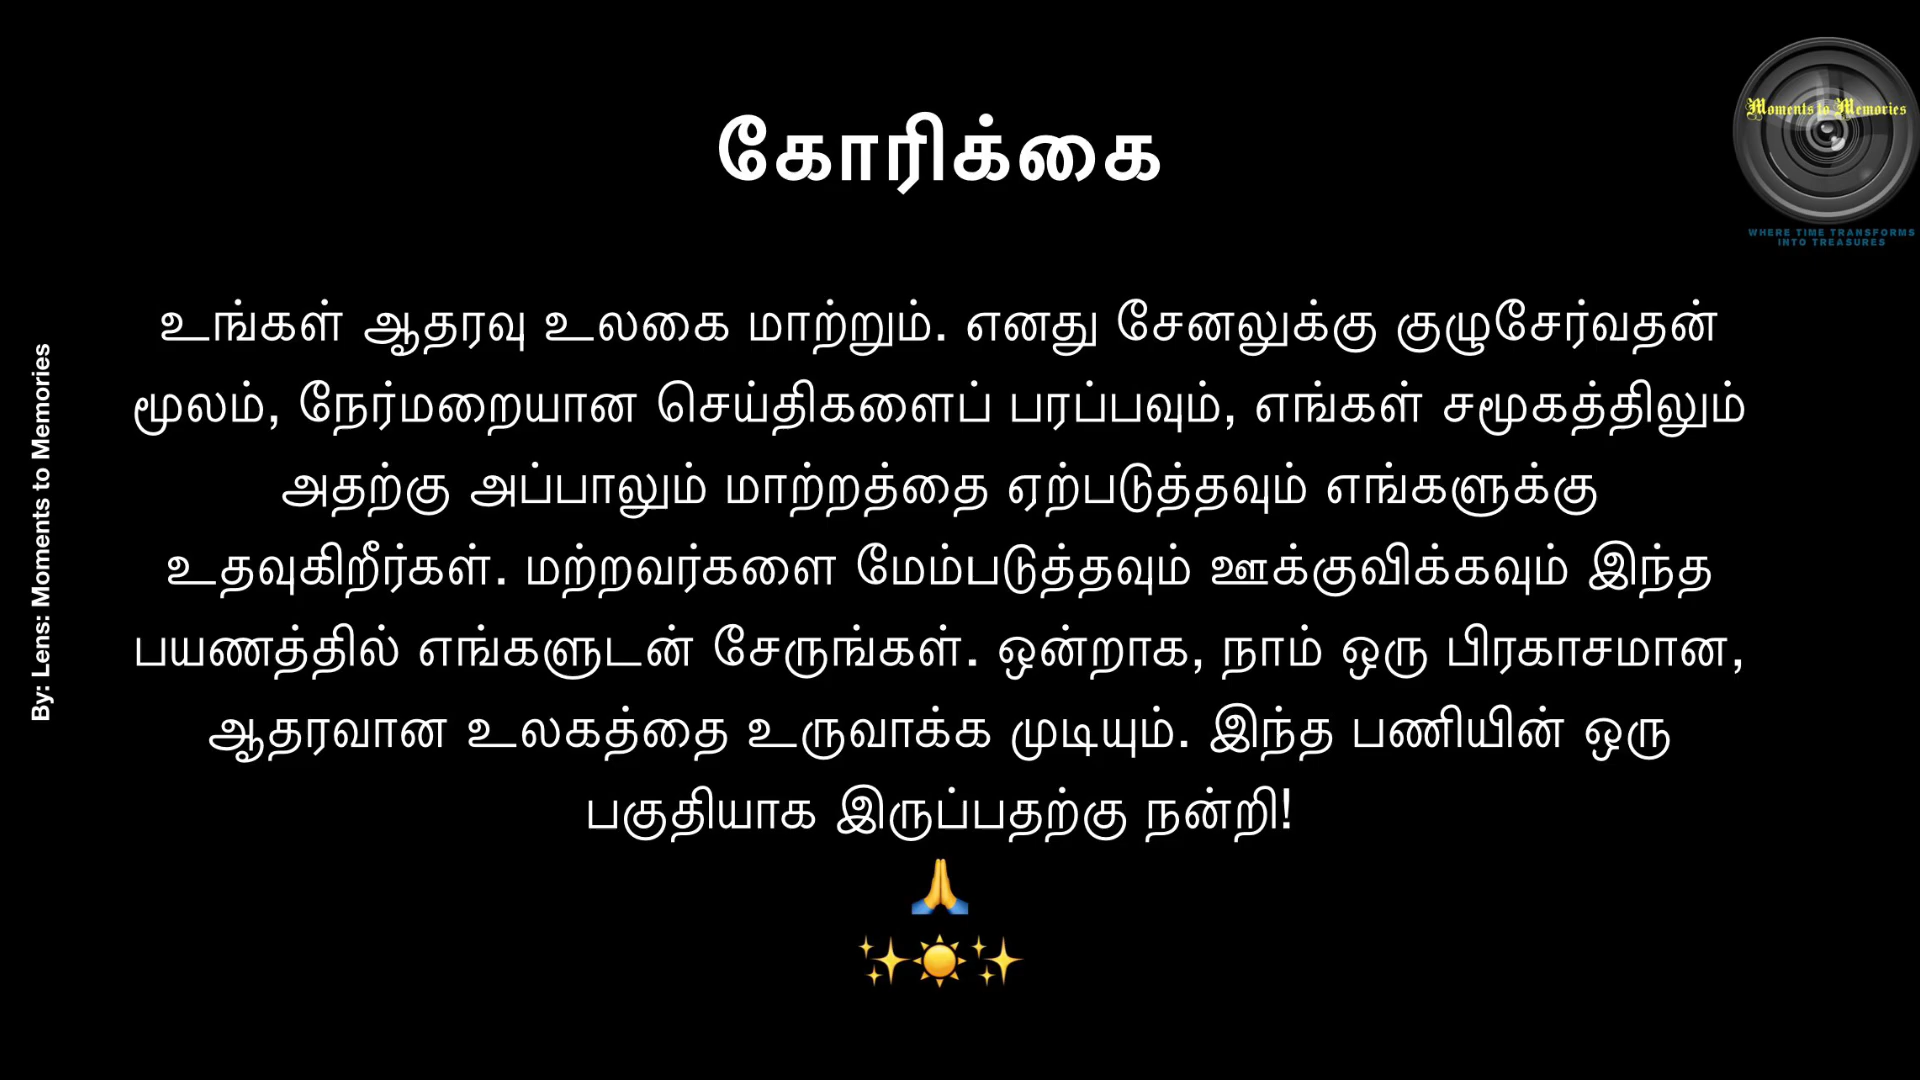 கோரிக்கை
Moments to Memories
WHERE TIME TRANSFORMS
INTO TREASURES
By: Lens: Moments to Memories
உங்கள் ஆதரவு உலகை மாற்றும். எனது சேனலுக்கு குழுசேர்வதன்
மூலம், நேர்மறையான செய்திகளைப் பரப்பவும், எங்கள் சமூகத்திலும்
அதற்கு அப்பாலும் மாற்றத்தை ஏற்படுத்தவும் எங்களுக்கு
உதவுகிறீர்கள். மற்றவர்களை மேம்படுத்தவும் ஊக்குவிக்கவும் இந்த
பயணத்தில் எங்களுடன் சேருங்கள். ஒன்றாக, நாம் ஒரு பிரகாசமான,
ஆதரவான உலகத்தை உருவாக்க முடியும். இந்த பணியின் ஒரு
பகுதியாக இருப்பதற்கு நன்றி!
🙏
✨☀️✨